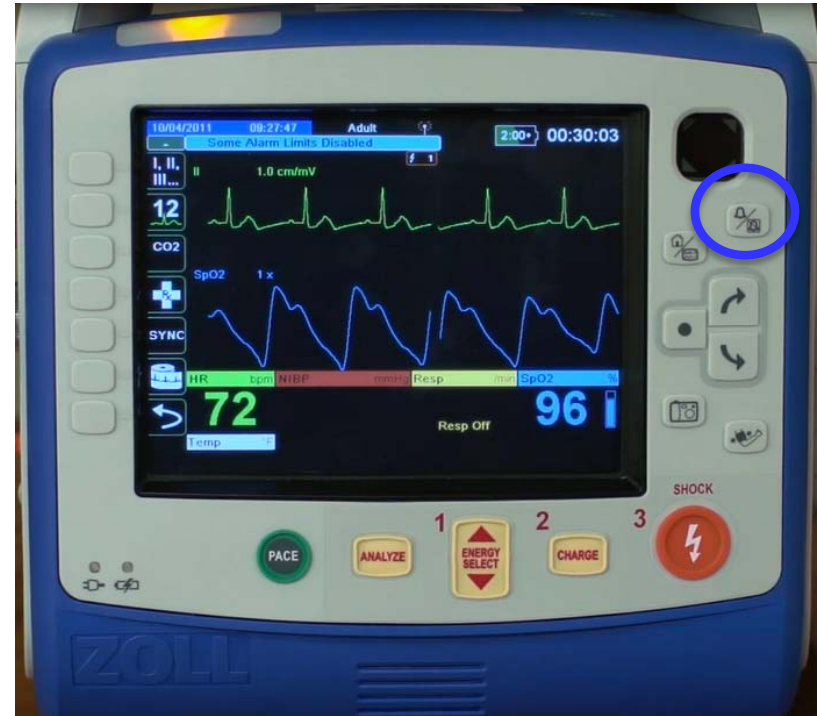 10/04/2011 09:27:47 Adult 2:00+ 00:30:03
Some Alarm Limits Disabled
1
I, II, III... II 1.0 cm/mV
12
CO2
SpO2 1 x
SYNC
HR bpm NIBP mmHg Resp /min SpO2 %
72 96
Resp Off
Temp °F
SHOCK
1 2 3
PACE ANALYZE ENERGY SELECT CHARGE
ZOLL